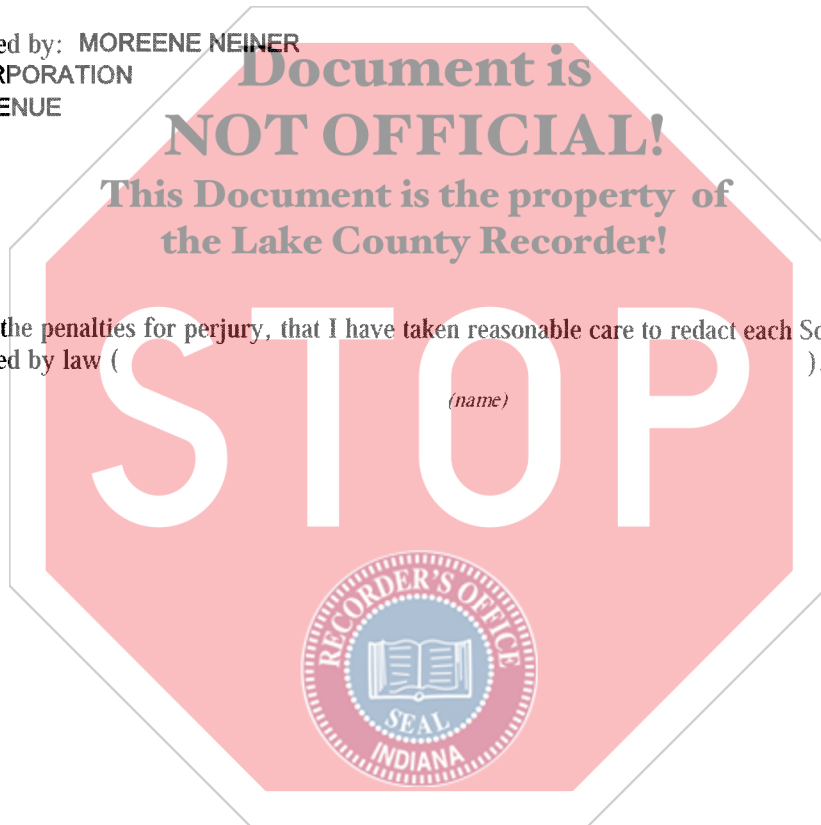 ed by: MOREENE NEINER
RPORATION
ENUE
Document is
NOT OFFICIAL!
This Document is the property of
the Lake County Recorder!
the penalties for perjury, that I have taken reasonable care to redact each So
ed by law ( ).
(name)
STOP
RECORDER'S OFFICE
SEAL
INDIANA